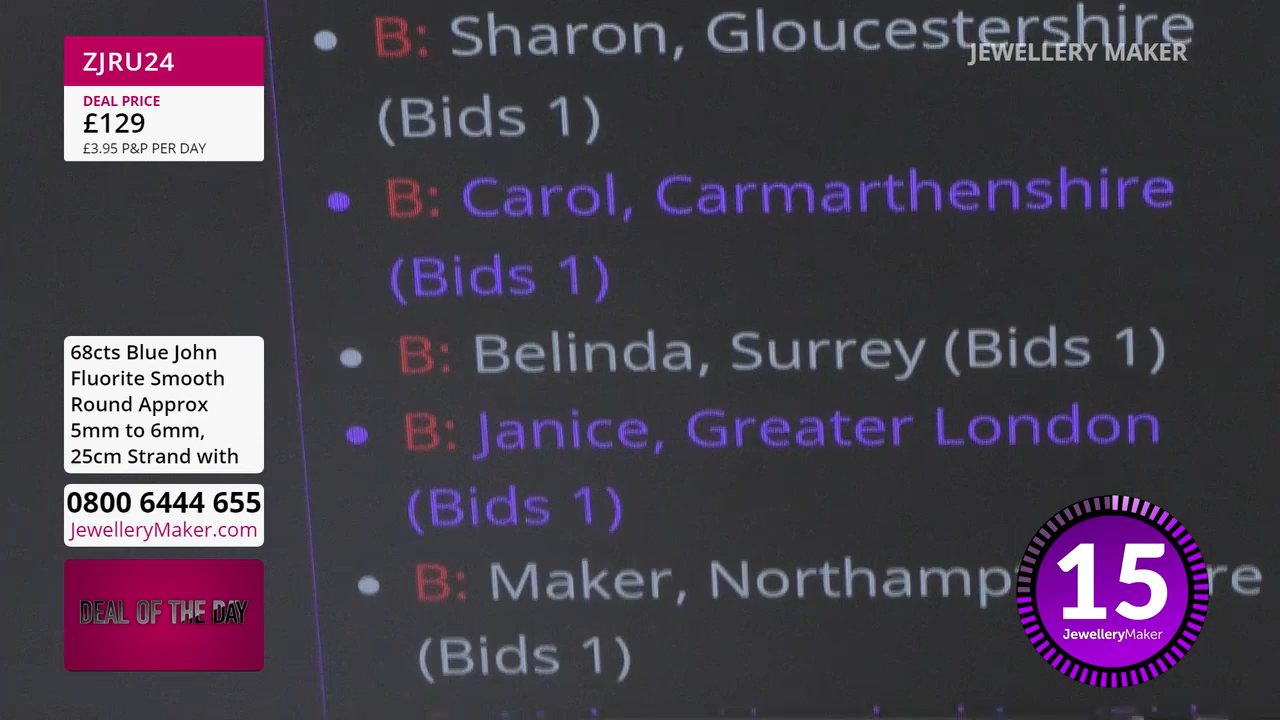 ZJRU24
DEAL PRICE
£129
£3.95 P&P PER DAY
68cts Blue John
Fluorite Smooth
Round Approx
5mm to 6mm,
25cm Strand with
0800 6444 655
JewelleryMaker.com
DEAL OF THE DAY
JEWELLERY MAKER
B: Sharon, Gloucestershire
(Bids 1)
B: Carol, Carmarthenshire
(Bids 1)
B: Belinda, Surrey (Bids 1)
B: Janice, Greater London
(Bids 1)
B: Maker,
(Bids 1)
15
JewelleryMaker